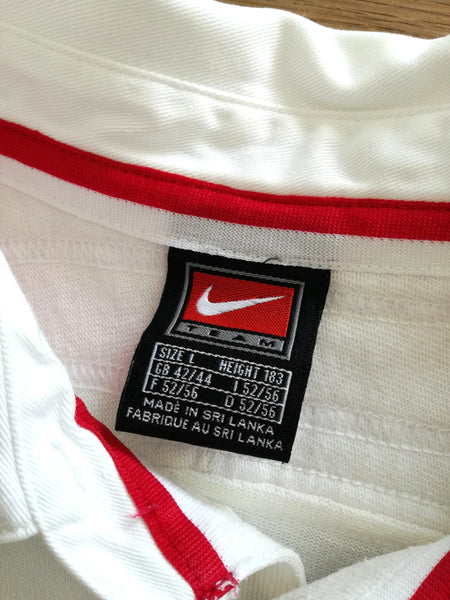 TEAM
SIZE L HEIGHT 183
GB 42/44 I 52/56
F 52/56 D 52/56
MADE IN SRI LANKA
FABRIQUE AU SRI LANKA